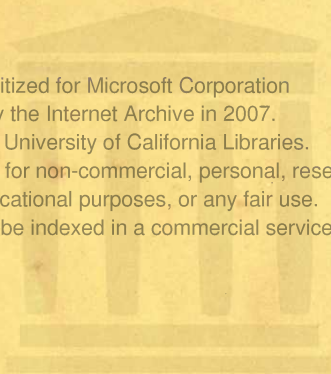 itized for Microsoft Corporation
y the Internet Archive in 2007.
University of California Libraries.
for non-commercial, personal, rese
cational purposes, or any fair use.
be indexed in a commercial service